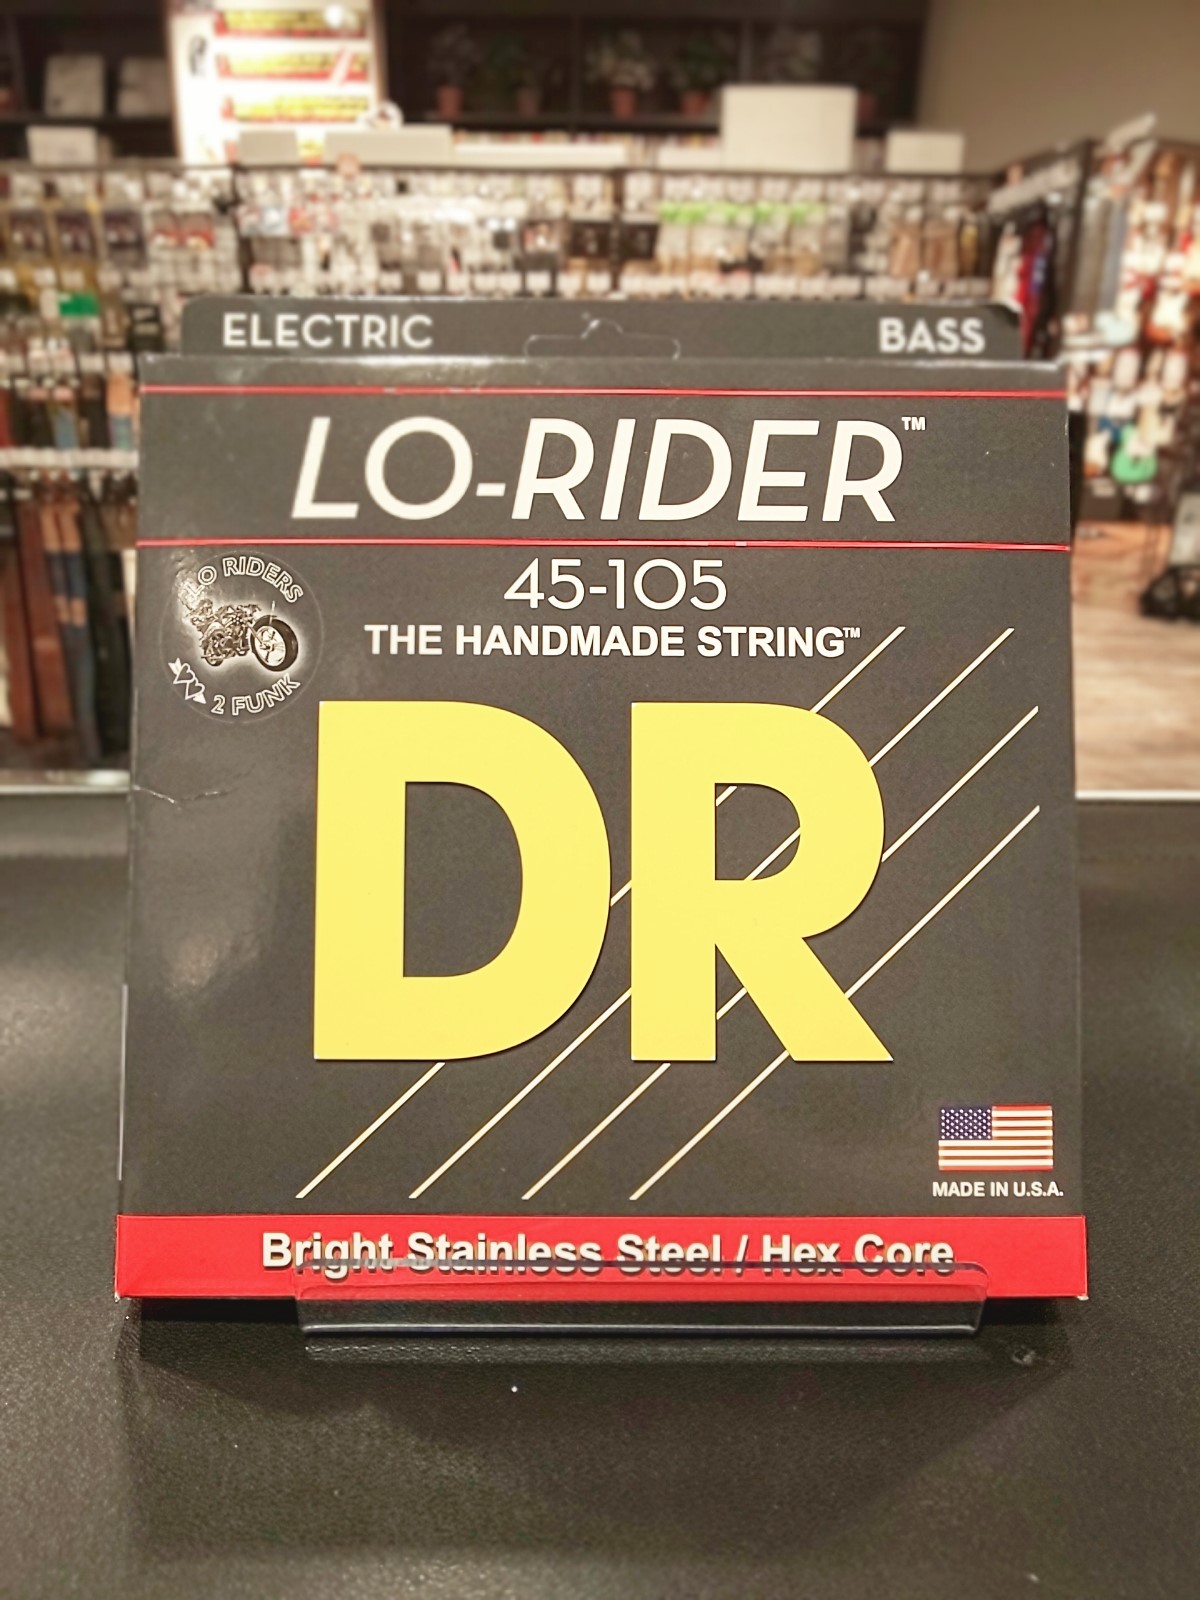 ELECTRIC BASS
LO-RIDER™
45-105
THE HANDMADE STRING™
LO RIDERS
2 FUNK
DR
MADE IN U.S.A.
Bright Stainless Steel / Hex Core